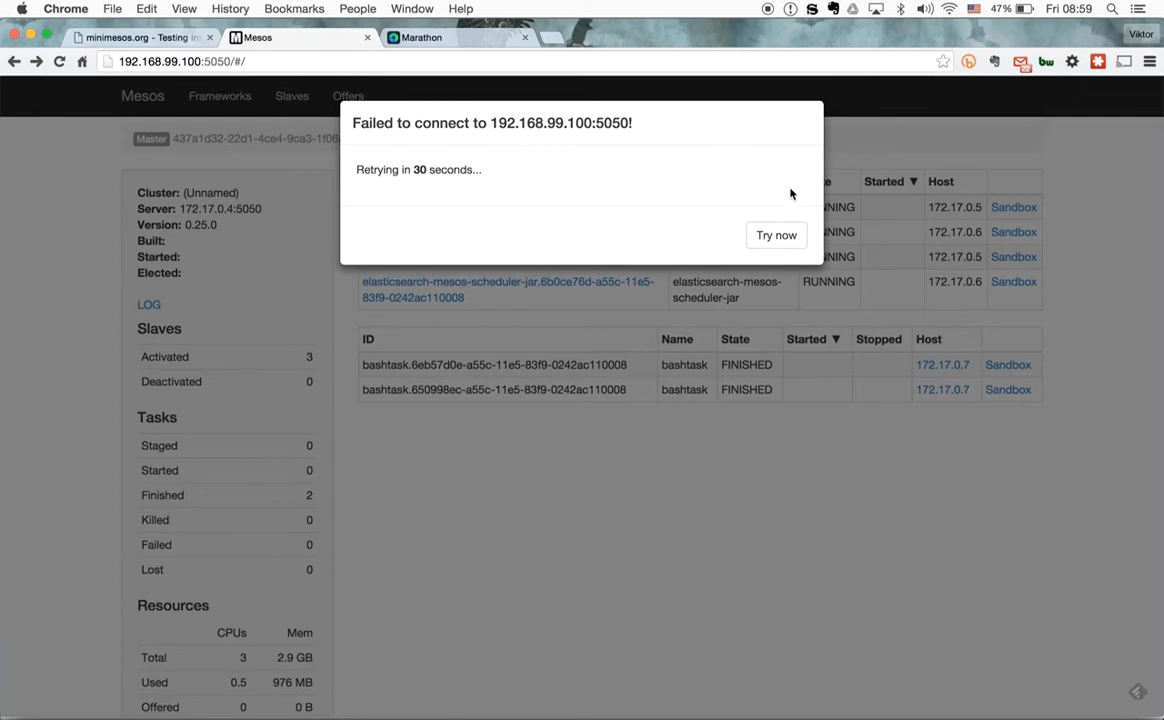 Chrome File Edit View History Bookmarks People Window Help 47% Fri 08:59
minimesos.org - Testing in Mesos Marathon Viktor
192.168.99.100:5050/#/
Mesos Frameworks Slaves Offers
Master 437a1d32-22d1-4ce4-9ca3-1f06
Failed to connect to 192.168.99.100:5050!
Retrying in 30 seconds...
Try now
Cluster: (Unnamed)
Server: 172.17.0.4:5050
Version: 0.25.0
Built:
Started:
Elected:
LOG
Slaves
Activated 3
Deactivated 0
Tasks
Staged 0
Started 0
Finished 2
Killed 0
Failed 0
Lost 0
Resources
CPUs Mem
Total 3 2.9 GB
Used 0.5 976 MB
Offered 0 0 B
Started ▼ Host
172.17.0.5 Sandbox
172.17.0.6 Sandbox
172.17.0.5 Sandbox
elasticsearch-mesos-scheduler-jar.6b0ce76d-a55c-11e5- elasticsearch-mesos- RUNNING 172.17.0.6 Sandbox
83f9-0242ac110008 scheduler-jar
ID Name State Started ▼ Stopped Host
bashtask.6eb57d0e-a55c-11e5-83f9-0242ac110008 bashtask FINISHED 172.17.0.7 Sandbox
bashtask.650998ec-a55c-11e5-83f9-0242ac110008 bashtask FINISHED 172.17.0.7 Sandbox